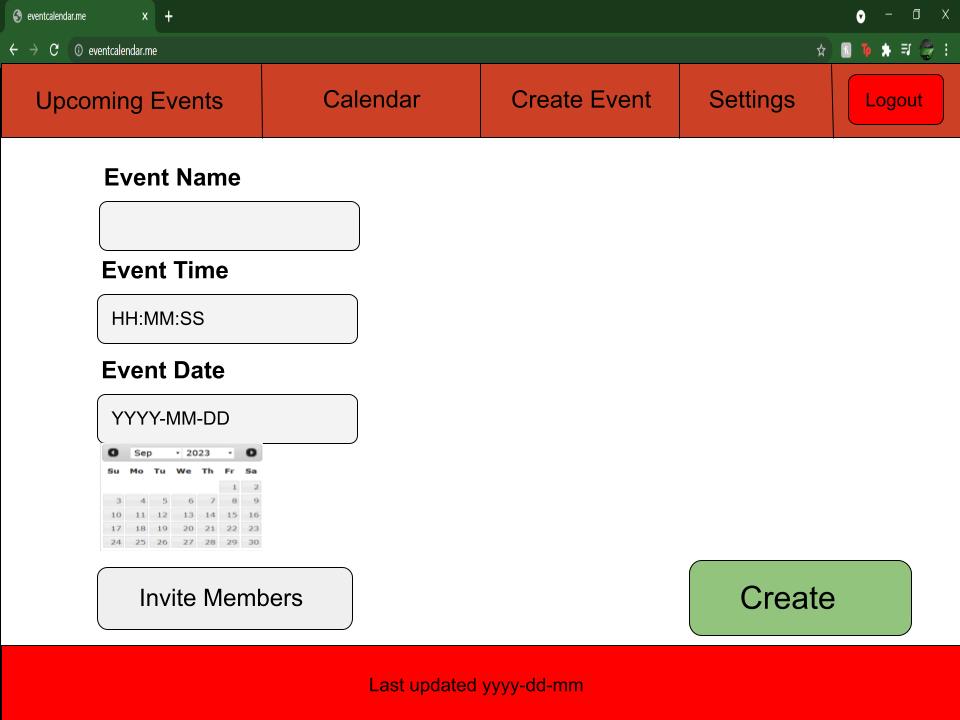 eventcalendar.me x +
eventcalendar.me
Upcoming Events Calendar Create Event Settings Logout
Event Name
Event Time
HH:MM:SS
Event Date
YYYY-MM-DD
Sep 2023
Su Mo Tu We Th Fr Sa
1 2
3 4 5 6 7 8 9
10 11 12 13 14 15 16
17 18 19 20 21 22 23
24 25 26 27 28 29 30
Invite Members Create
Last updated yyyy-dd-mm